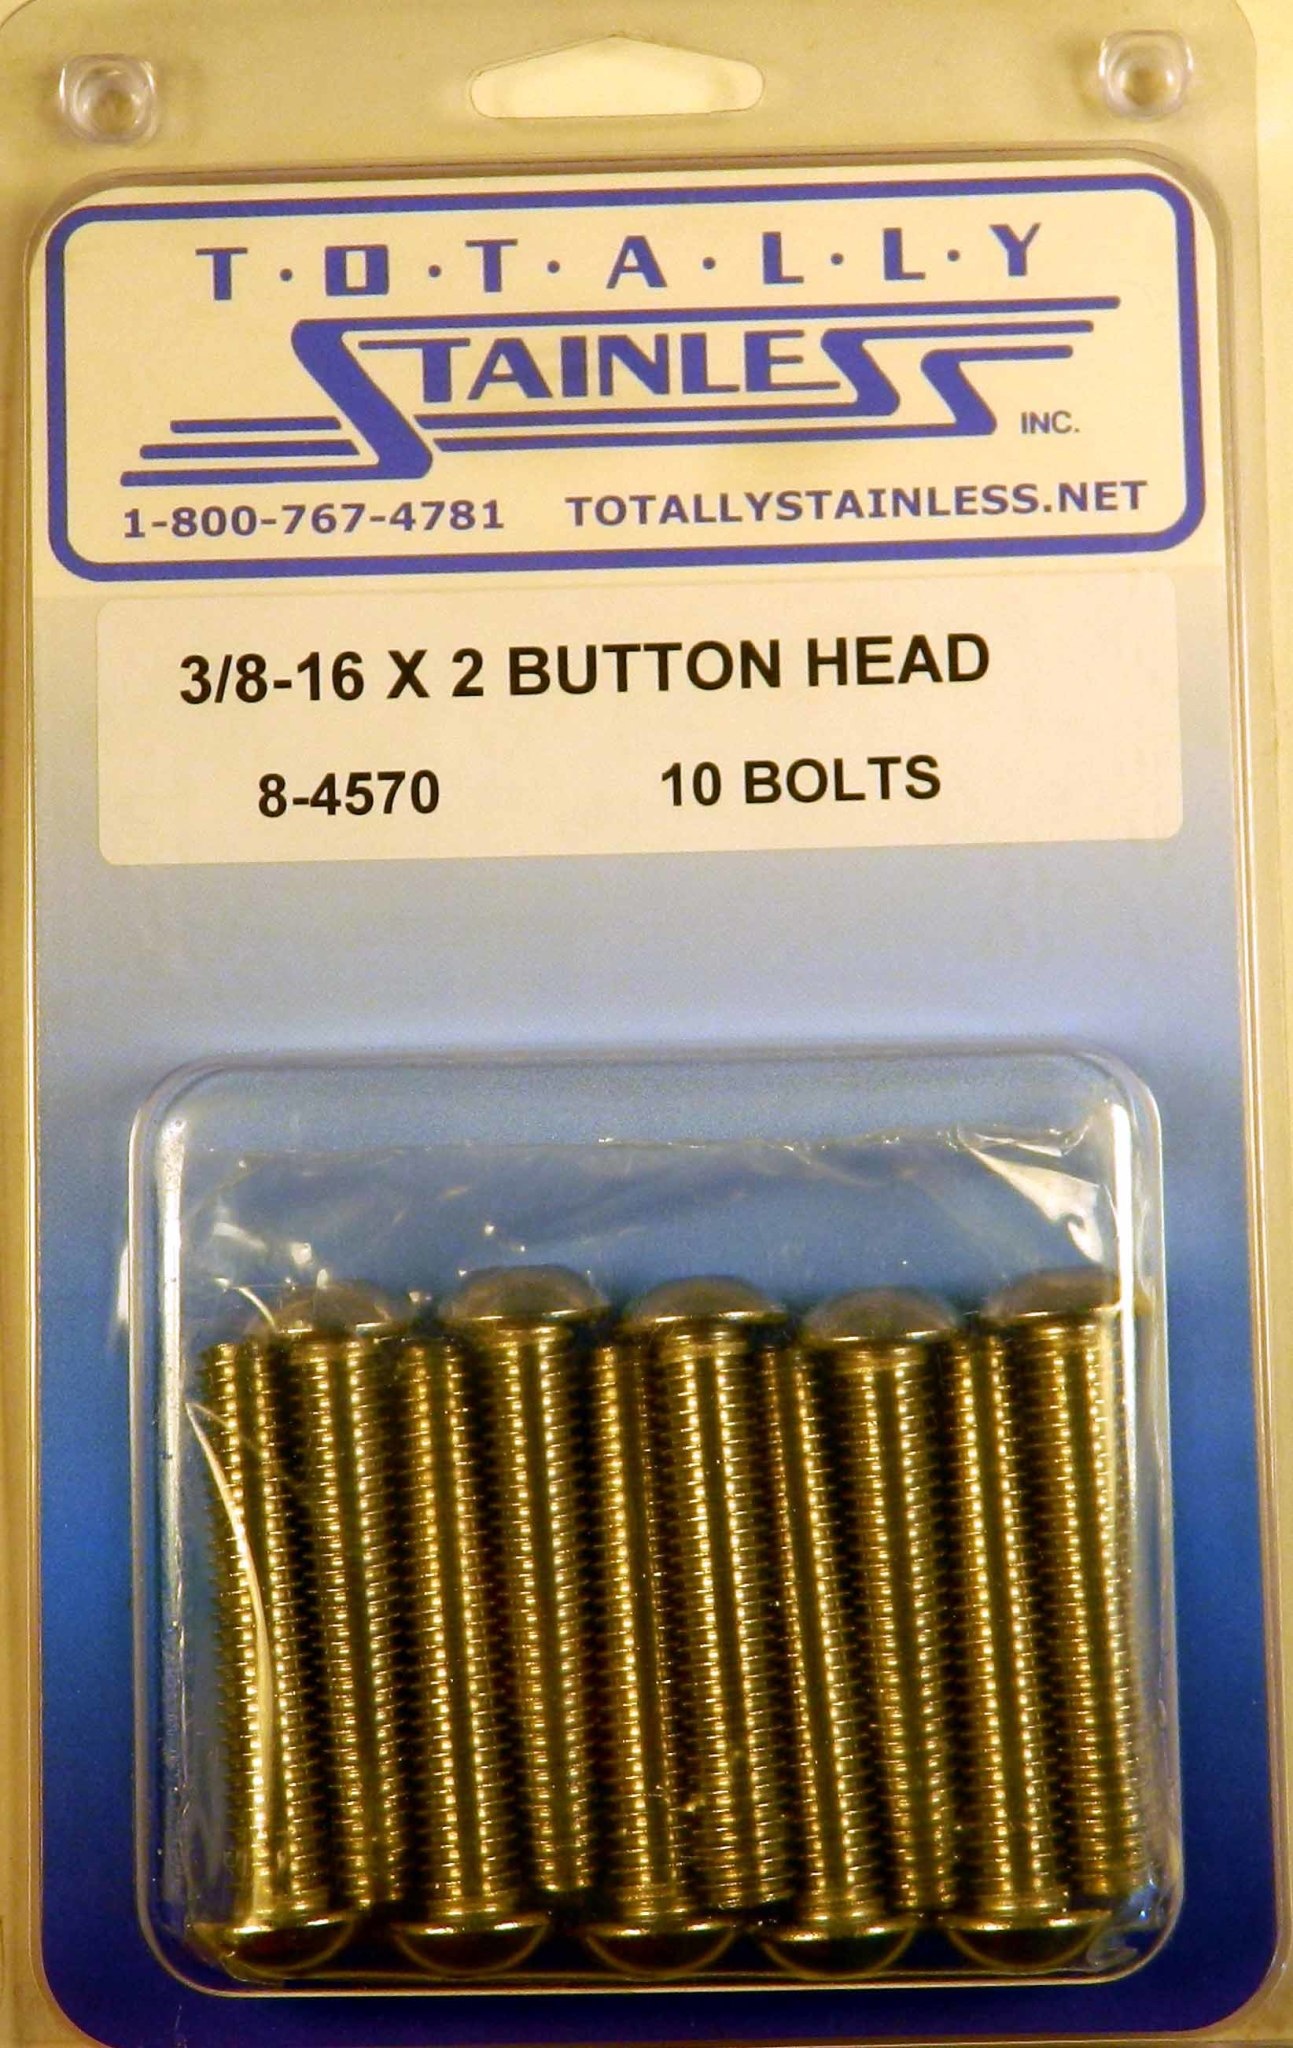 T·O·T·A·L·L·Y
STAINLESS INC.
1-800-767-4781 TOTALLYSTAINLESS.NET
3/8-16 X 2 BUTTON HEAD
8-4570 10 BOLTS